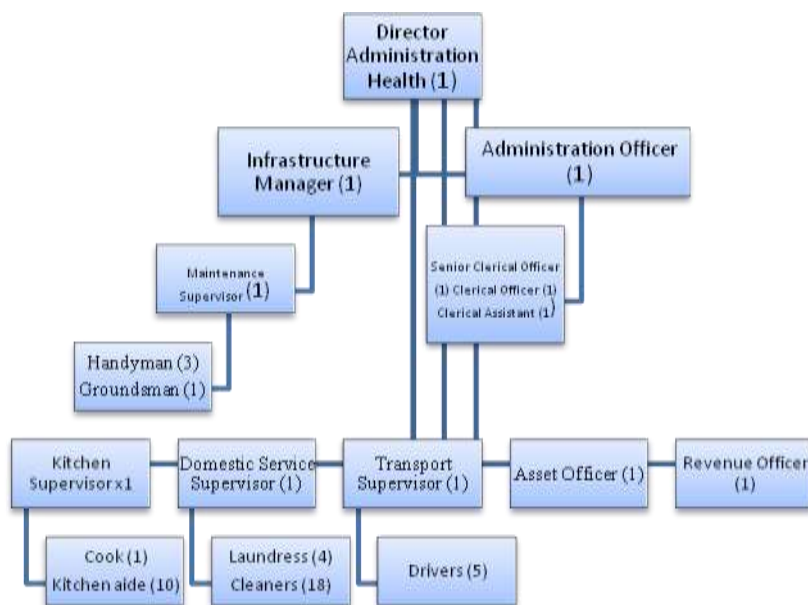 Director
Administration
Health (1)
Infrastructure
Manager (1)
Administration Officer
(1)
Senior Clerical Officer
(1) Clerical Officer (1)
Clerical Assistant (1)
Maintenance
Supervisor (1)
Handyman (3)
Groundsman (1)
Kitchen
Supervisor x1
Domestic Service
Supervisor (1)
Transport
Supervisor (1)
Asset Officer (1)
Revenue Officer
(1)
Cook (1)
Kitchen aide (10)
Laundress (4)
Cleaners (18)
Drivers (5)